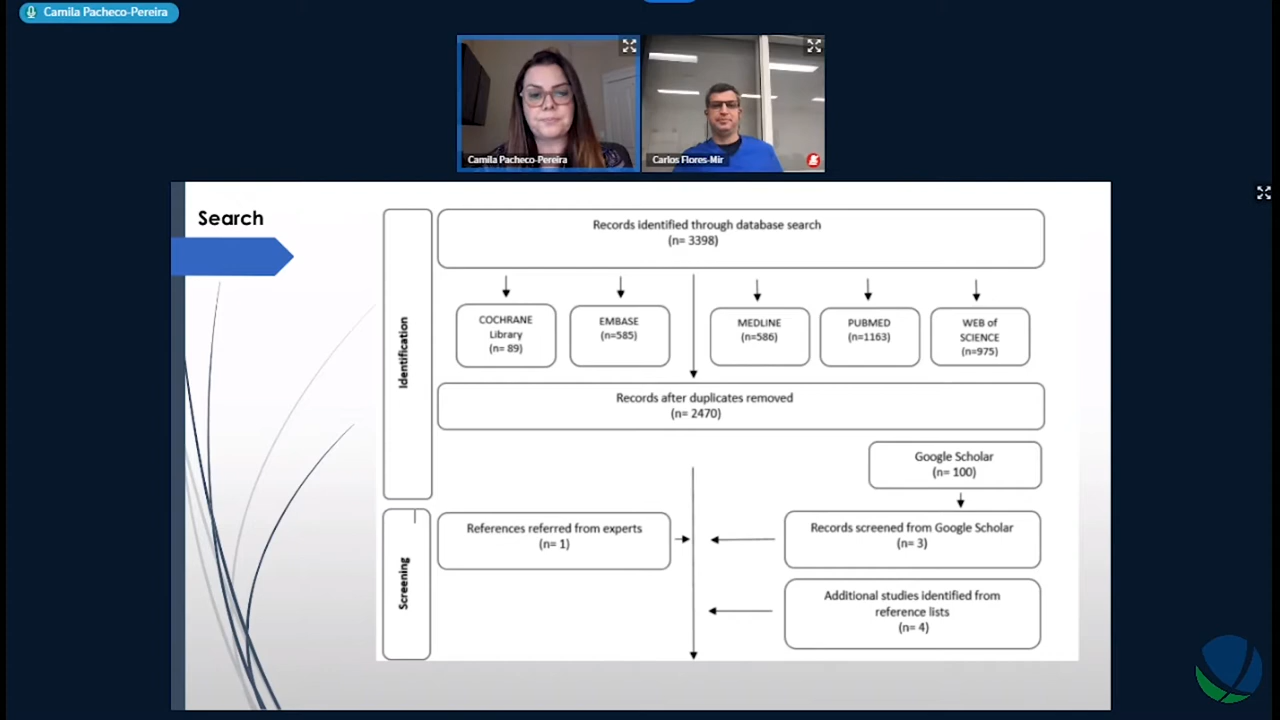 Camila Pacheco-Pereira
Camila Pacheco-Pereira
Carlos Flores-Mir
Search
Identification
Records identified through database search
(n= 3398)
COCHRANE
Library
(n= 89)
EMBASE
(n=585)
MEDLINE
(n=586)
PUBMED
(n=1163)
WEB of
SCIENCE
(n=975)
Records after duplicates removed
(n= 2470)
Google Scholar
(n= 100)
Screening
References referred from experts
(n= 1)
Records screened from Google Scholar
(n= 3)
Additional studies identified from
reference lists
(n= 4)